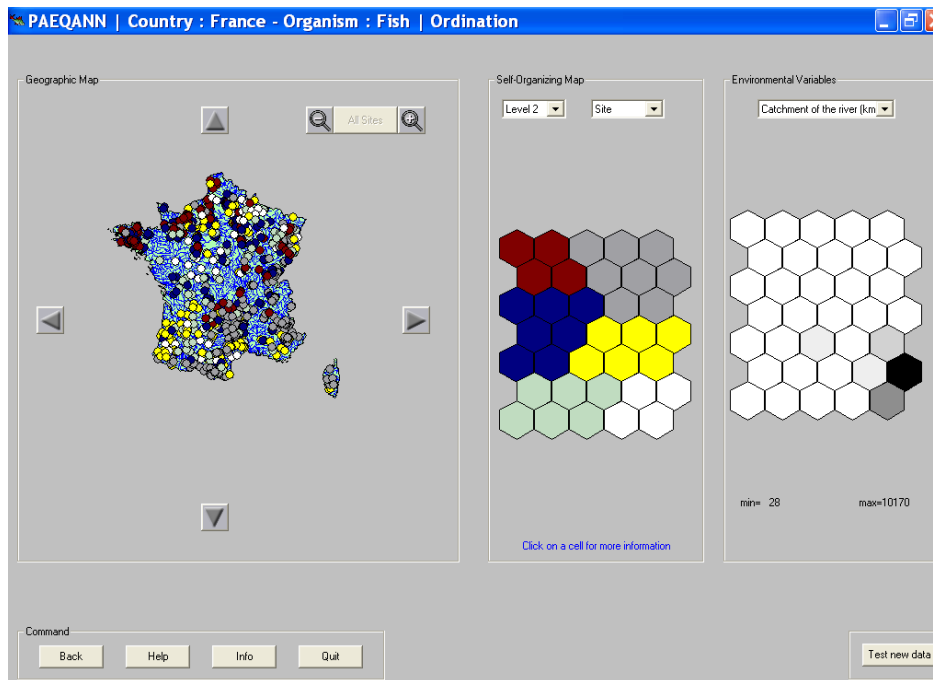 PAEQANN | Country : France - Organism : Fish | Ordination
Geographic Map
All Sites
Self-Organizing Map
Level 2
Site
Environmental Variables
Catchment of the river (km
min= 28
max=10170
Click on a cell for more information
Command
Back
Help
Info
Quit
Test new data